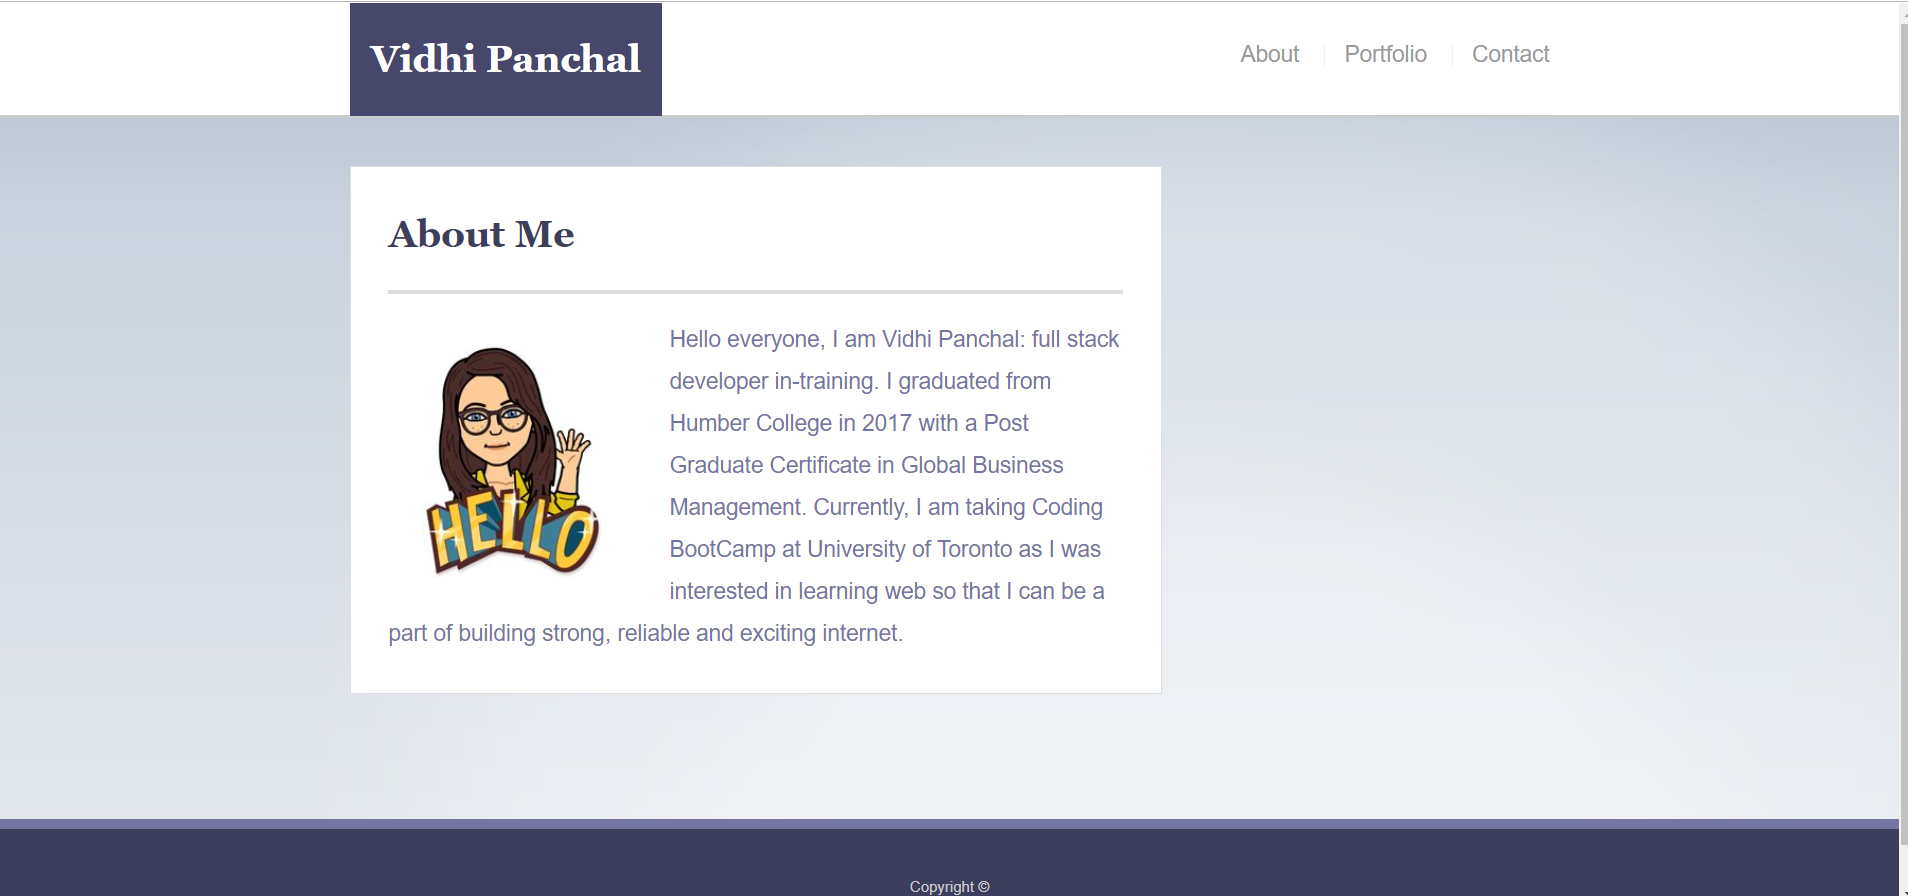 Vidhi Panchal
About
Portfolio
Contact
About Me
Hello everyone, I am Vidhi Panchal: full stack
developer in-training. I graduated from
Humber College in 2017 with a Post
Graduate Certificate in Global Business
Management. Currently, I am taking Coding
BootCamp at University of Toronto as I was
interested in learning web so that I can be a
part of building strong, reliable and exciting internet.
HELLO
Copyright ©